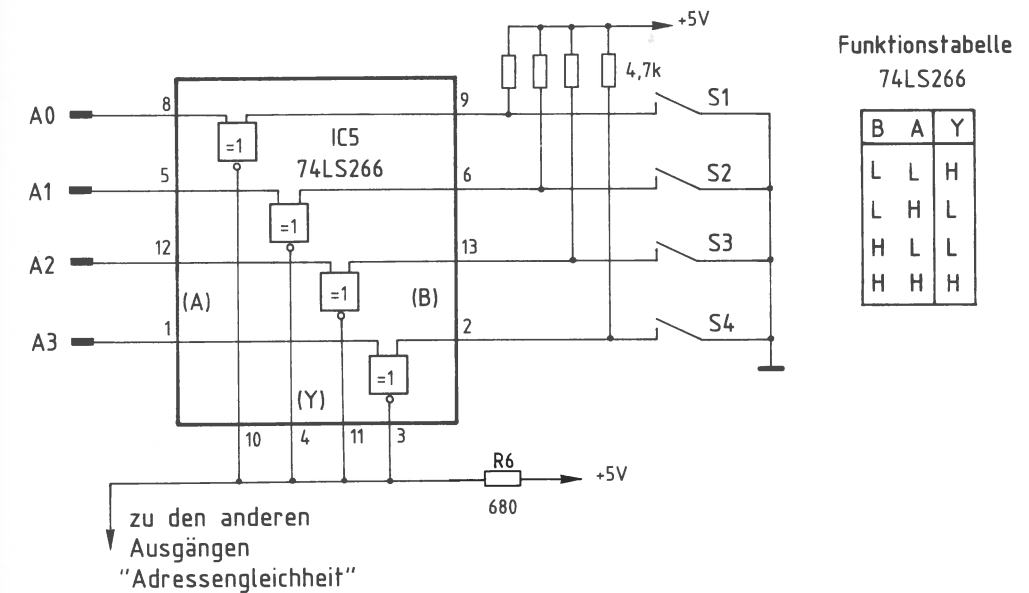 +5V
4,7k
A0
8
9
S1
=1
IC5
74LS266
A1
5
6
S2
=1
A2
12
13
S3
=1
(A)
(B)
A3
1
2
S4
=1
(Y)
10
4
11
3
R6
+5V
680
zu den anderen
Ausgängen
"Adressengleichheit"
Funktionstabelle
74LS266
B A Y
L L H
L H L
H L L
H H H